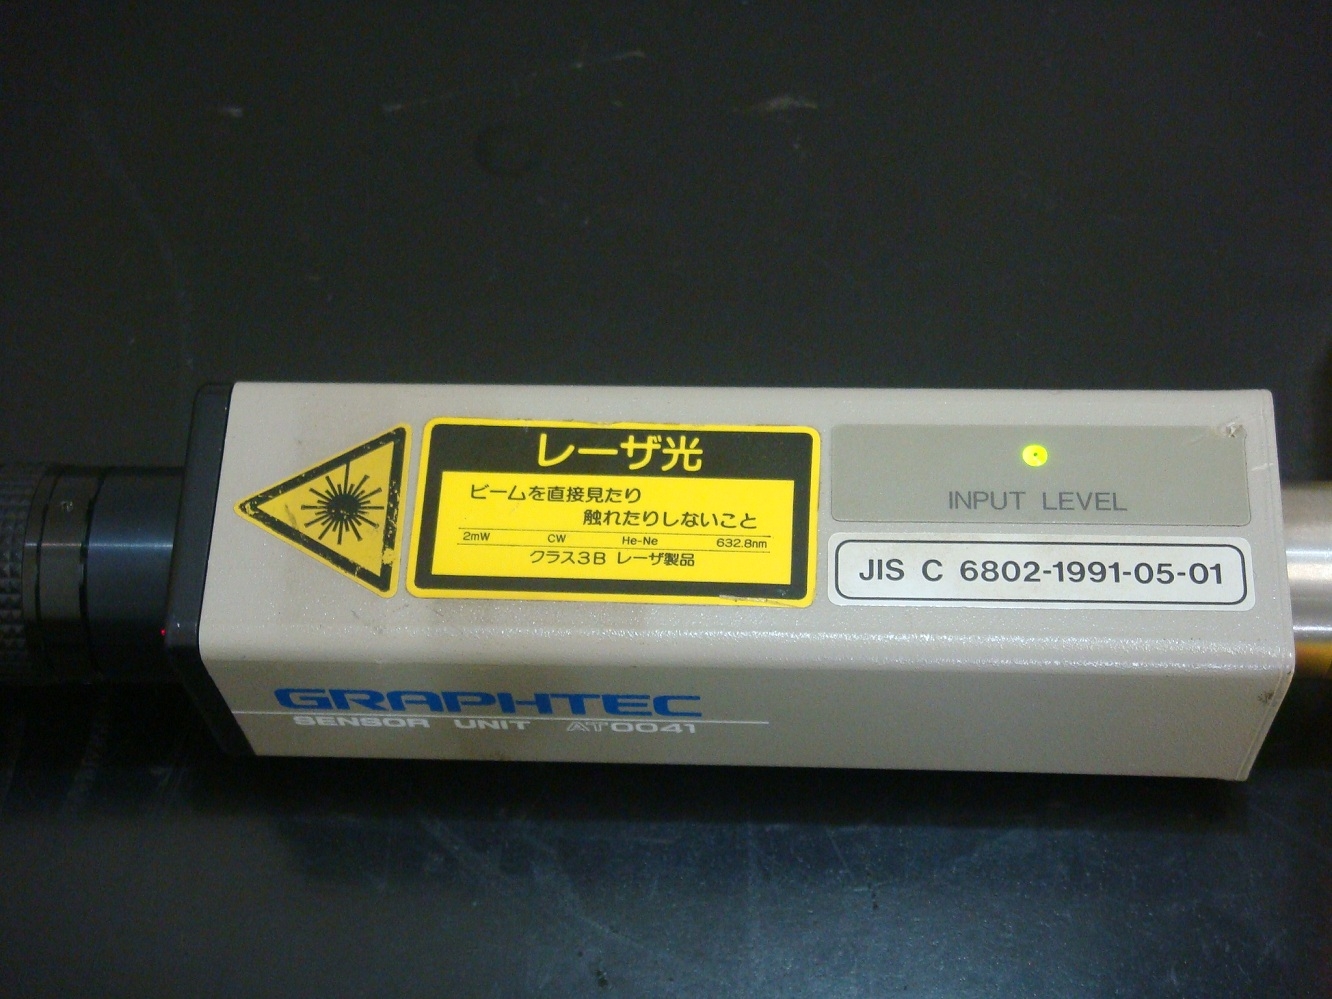 レーザ光
ビームを直接見たり
触れたりしないこと
2mW CW He-Ne 632.8nm
クラス3B レーザ製品
INPUT LEVEL
JIS C 6802-1991-05-01
GRAPHTEC
SENSOR UNIT AT0041